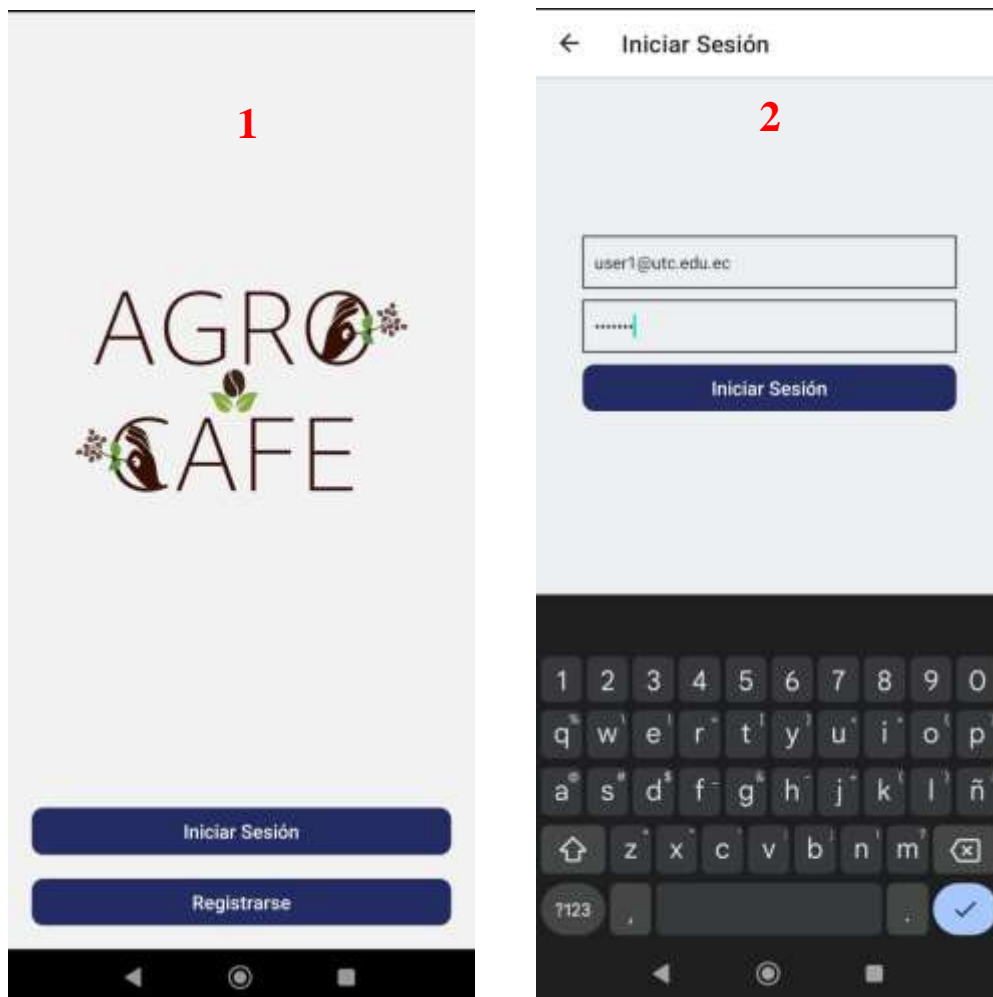 1
AGRO
CAFE
Iniciar Sesión
Registrarse
Iniciar Sesión
2
user1@utc.edu.ec
•••••••
Iniciar Sesión
1 2 3 4 5 6 7 8 9 0
q w e r t y u i o p
a s d f g h j k l ñ
z x c v b n m
?123 , .